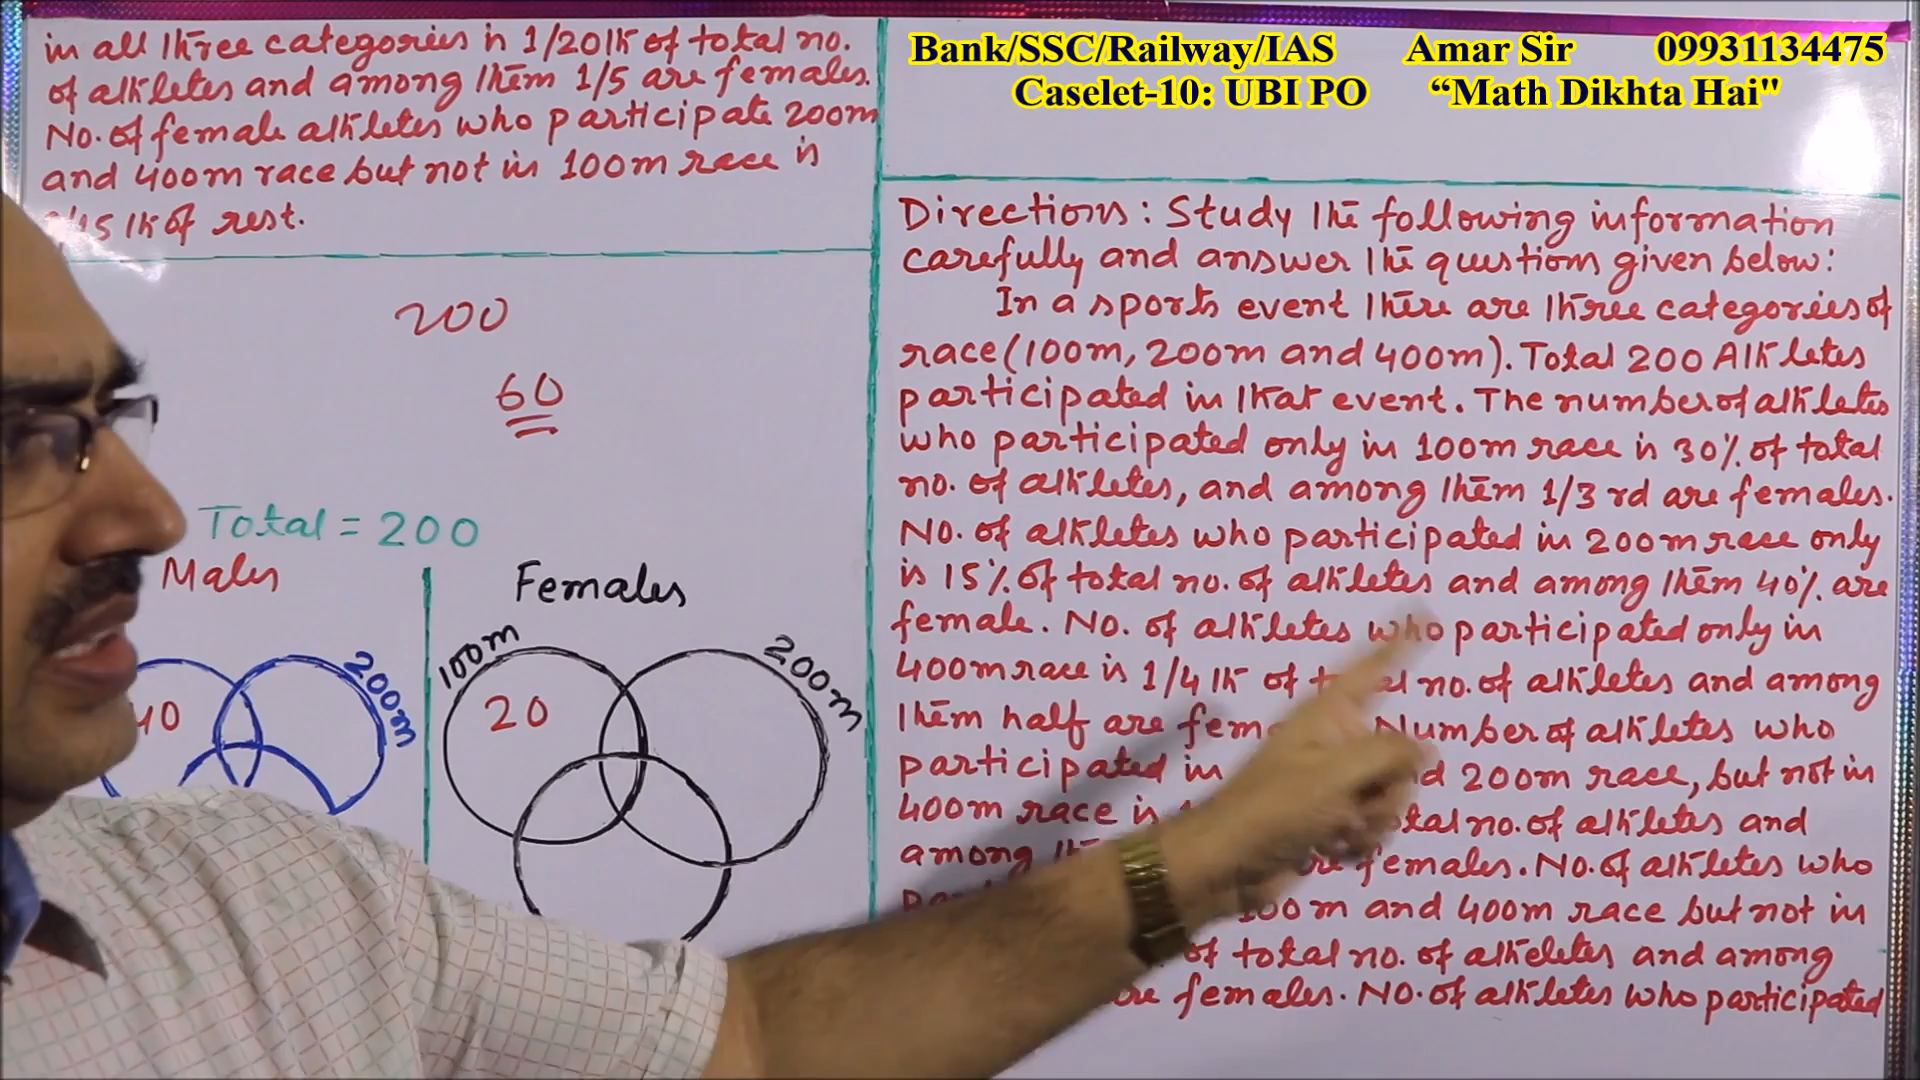 Bank/SSC/Railway/IAS Amar Sir 09931134475
Caselet-10: UBI PO “Math Dikhta Hai"
in all three categories is 1/20th of total no.
of athletes and among them 1/5 are females.
No. of female athletes who participate 200m
and 400m race but not in 100m race is
15 th of rest.
200
60
Total = 200
Males
200m
Females
100m
20
200m
Directions: Study the following information
carefully and answer the questions given below:
In a sports event there are three categories of
race (100m, 200m and 400m). Total 200 Athletes
participated in that event. The number of athletes
who participated only in 100m race is 30% of total
no. of athletes, and among them 1/3 rd are females.
No. of athletes who participated in 200m race only
is 15% of total no. of athletes and among them 40% are
female. No. of athletes who participated only in
400m race is 1/4 th of no. of athletes and among
them half are Number of athletes who
participated in 200m race, but not in
400m race is no. of athletes and
among females. No. of athletes who
100m and 400m race but not in
of total no. of atheletes and among
females. No. of athletes who participated